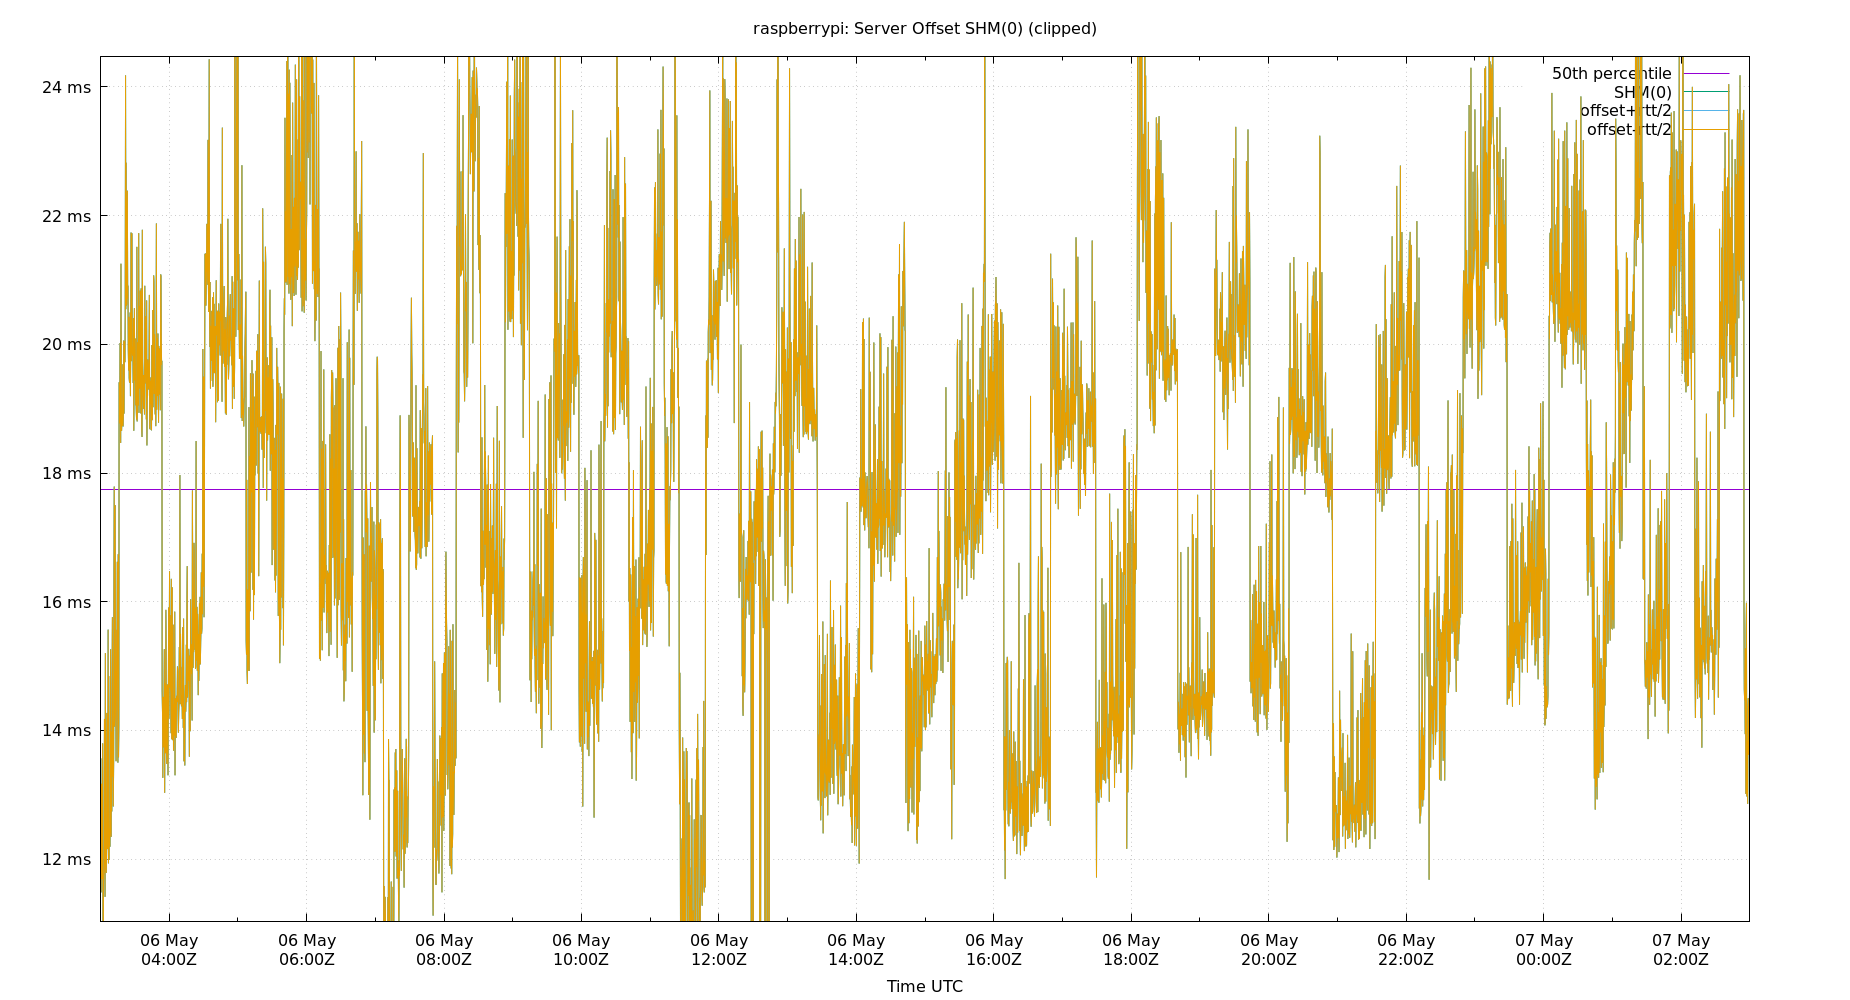 raspberrypi: Server Offset SHM(0) (clipped)
50th percentile
SHM(0)
offset+rtt/2
offset-rtt/2
24 ms
22 ms
20 ms
18 ms
16 ms
14 ms
12 ms
06 May 06 May 06 May 06 May 06 May 06 May 06 May 06 May 06 May 06 May 07 May 07 May
04:00Z 06:00Z 08:00Z 10:00Z 12:00Z 14:00Z 16:00Z 18:00Z 20:00Z 22:00Z 00:00Z 02:00Z
Time UTC